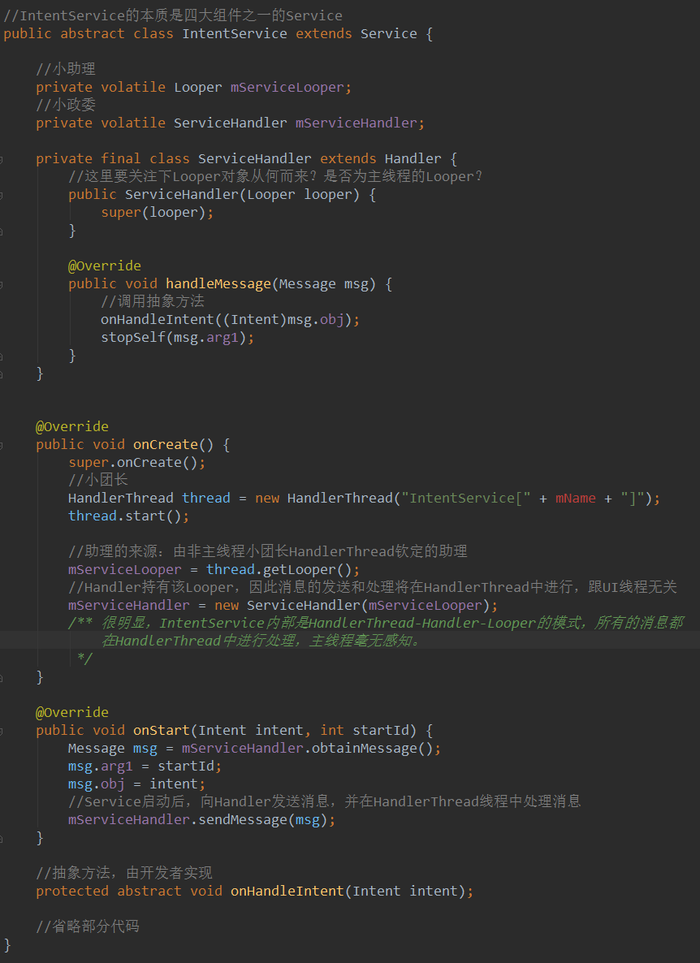 //IntentService的本质是四大组件之一的Service
public abstract class IntentService extends Service {
//小助理
private volatile Looper mServiceLooper;
//小政委
private volatile ServiceHandler mServiceHandler;
private final class ServiceHandler extends Handler {
//这里要关注下Looper对象从何而来？是否为主线程的Looper？
public ServiceHandler(Looper looper) {
super(looper);
}
@Override
public void handleMessage(Message msg) {
//调用抽象方法
onHandleIntent((Intent)msg.obj);
stopSelf(msg.arg1);
}
}
@Override
public void onCreate() {
super.onCreate();
//小团长
HandlerThread thread = new HandlerThread("IntentService[" + mName + "]");
thread.start();
//助理的来源：由非主线程小团长HandlerThread钦定的助理
mServiceLooper = thread.getLooper();
//Handler持有该Looper，因此消息的发送和处理将在HandlerThread中进行，跟UI线程无关
mServiceHandler = new ServiceHandler(mServiceLooper);
/** 很明显，IntentService内部是HandlerThread-Handler-Looper的模式，所有的消息都
在HandlerThread中进行处理，主线程毫无感知。
*/
}
@Override
public void onStart(Intent intent, int startId) {
Message msg = mServiceHandler.obtainMessage();
msg.arg1 = startId;
msg.obj = intent;
//Service启动后，向Handler发送消息，并在HandlerThread线程中处理消息
mServiceHandler.sendMessage(msg);
}
//抽象方法，由开发者实现
protected abstract void onHandleIntent(Intent intent);
//省略部分代码
}